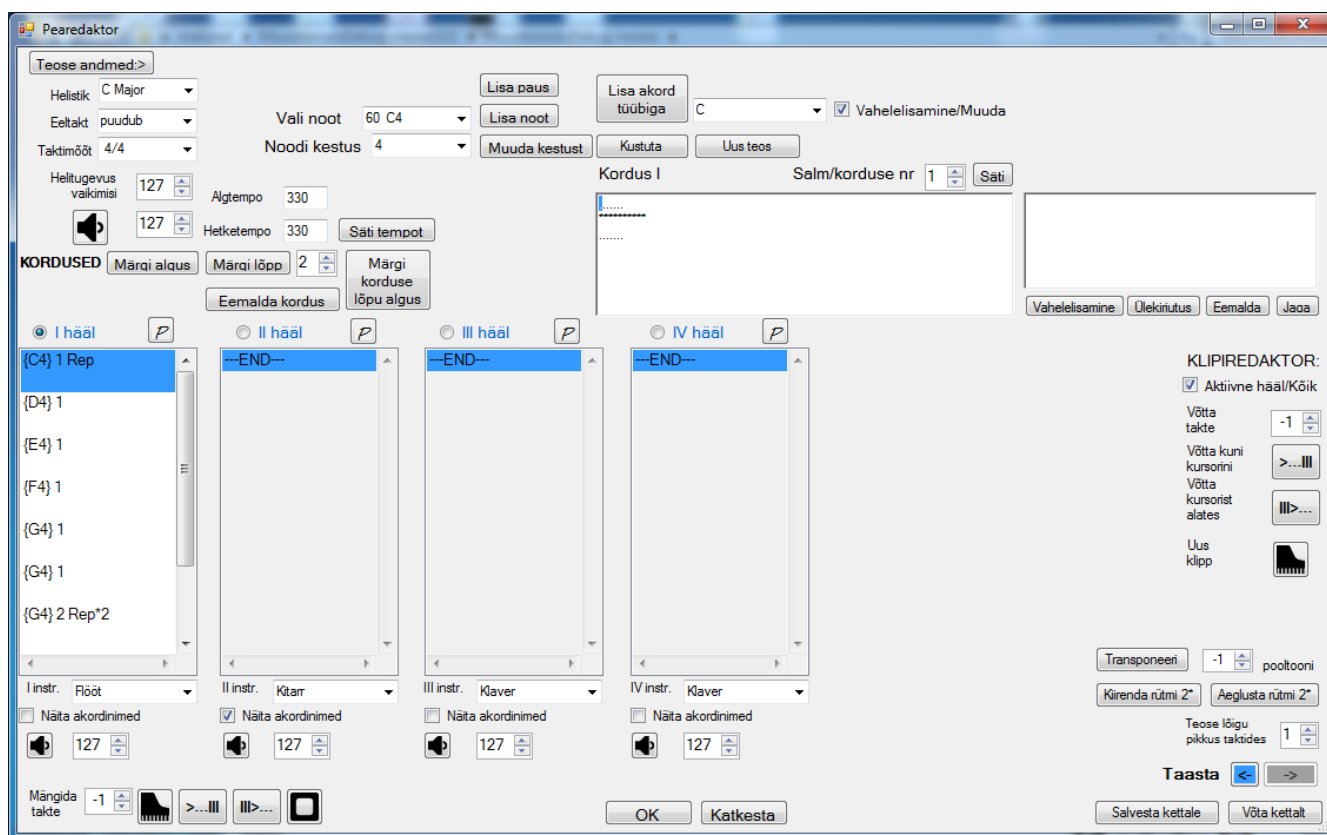 Pearedaktor
Teose andmed:>
Helistik C Major
Eeltakt puudub
Taktimõõt 4/4
Helitugevus
vaikimisi 127
127
Vali noot 60 C4
Noodi kestus 4
Lisa paus
Lisa noot
Muuda kestust
Lisa akord
tüübiga
C
Vahelelisamine/Muuda
Kustuta Uus teos
Algtempo 330
Hetketempo 330 Säti tempot
Kordus I Salm/korduse nr 1 Säti
.......
.......
KORDUSED Märgi algus Märgi lõpp 2
Märgi
korduse
lõpu algus
Eemalda kordus
Vahelelisamine Ülekirjutus Eemalda Jaga
I hääl P II hääl P III hääl P IV hääl P
{C4} 1 Rep
{D4} 1
{E4} 1
{F4} 1
{G4} 1
{G4} 1
{G4} 2 Rep*2
---END---
---END---
---END---
KLIPIREDAKTOR:
Aktiivne hääl/Kõik
Võtta
takte -1
Võtta kuni
kursorini >...III
Võtta
kursorist
alates III>...
Uus
klipp
I instr. Flööt II instr. Kitarr III instr. Klaver IV instr. Klaver
Näita akordinimed Näita akordinimed Näita akordinimed Näita akordinimed
127 127 127 127
Transponeeri -1 pooltooni
Kiirenda rütmi 2* Aeglusta rütmi 2*
Teose lõigu
pikkus taktides 1
Taasta <- ->
Mängida
takte -1 >...III III>...
OK Katkesta
Salvesta kettale Võta kettalt